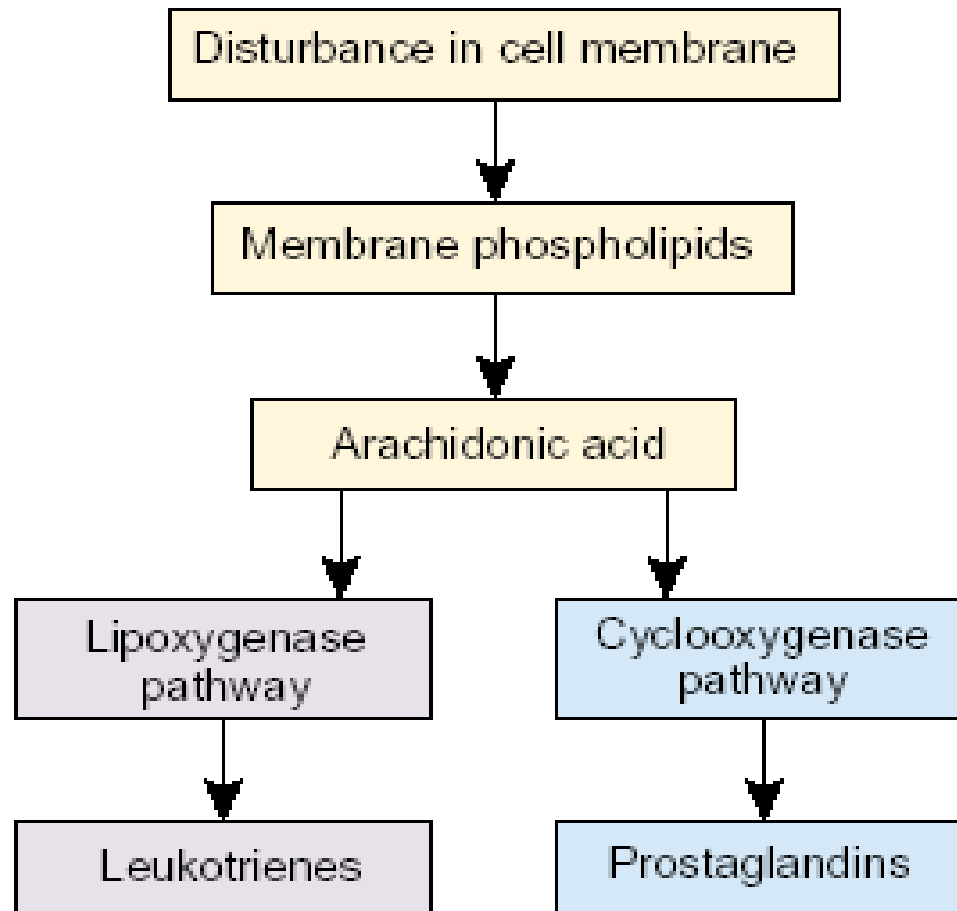 Disturbance in cell membrane
Membrane phospholipids
Arachidonic acid
Lipoxygenase
pathway
Cyclooxygenase
pathway
Leukotrienes
Prostaglandins